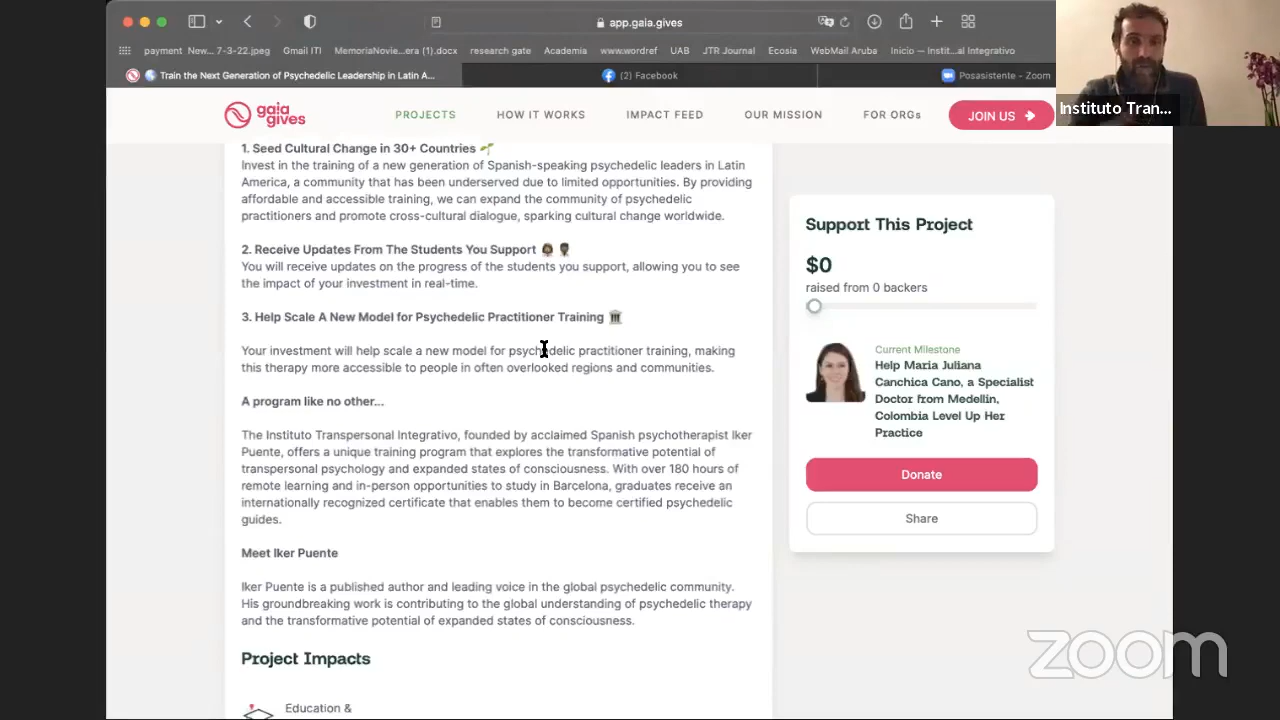 app.gaia.gives
payment New... 7-3-22.jpeg
Gmail ITI
MemoriaNovie...era (1).docx
research gate
Academia
www.wordref
UAB
JTR Journal
Ecosia
WebMail Aruba
Inicio — Instit...al Integrativo
Train the Next Generation of Psychedelic Leadership in Latin A...
(2) Facebook
Posasistente - Zoom
Instituto Tran...
gaia
gives
PROJECTS
HOW IT WORKS
IMPACT FEED
OUR MISSION
FOR ORGs
JOIN US
1. Seed Cultural Change in 30+ Countries
Invest in the training of a new generation of Spanish-speaking psychedelic leaders in Latin
America, a community that has been underserved due to limited opportunities. By providing
affordable and accessible training, we can expand the community of psychedelic
practitioners and promote cross-cultural dialogue, sparking cultural change worldwide.
2. Receive Updates From The Students You Support
You will receive updates on the progress of the students you support, allowing you to see
the impact of your investment in real-time.
3. Help Scale A New Model for Psychedelic Practitioner Training
Your investment will help scale a new model for psychedelic practitioner training, making
this therapy more accessible to people in often overlooked regions and communities.
A program like no other...
The Instituto Transpersonal Integrativo, founded by acclaimed Spanish psychotherapist Iker
Puente, offers a unique training program that explores the transformative potential of
transpersonal psychology and expanded states of consciousness. With over 180 hours of
remote learning and in-person opportunities to study in Barcelona, graduates receive an
internationally recognized certificate that enables them to become certified psychedelic
guides.
Meet Iker Puente
Iker Puente is a published author and leading voice in the global psychedelic community.
His groundbreaking work is contributing to the global understanding of psychedelic therapy
and the transformative potential of expanded states of consciousness.
Project Impacts
Education &
Support This Project
$0
raised from 0 backers
Current Milestone
Help Maria Juliana
Canchica Cano, a Specialist
Doctor from Medellin,
Colombia Level Up Her
Practice
Donate
Share
zoom